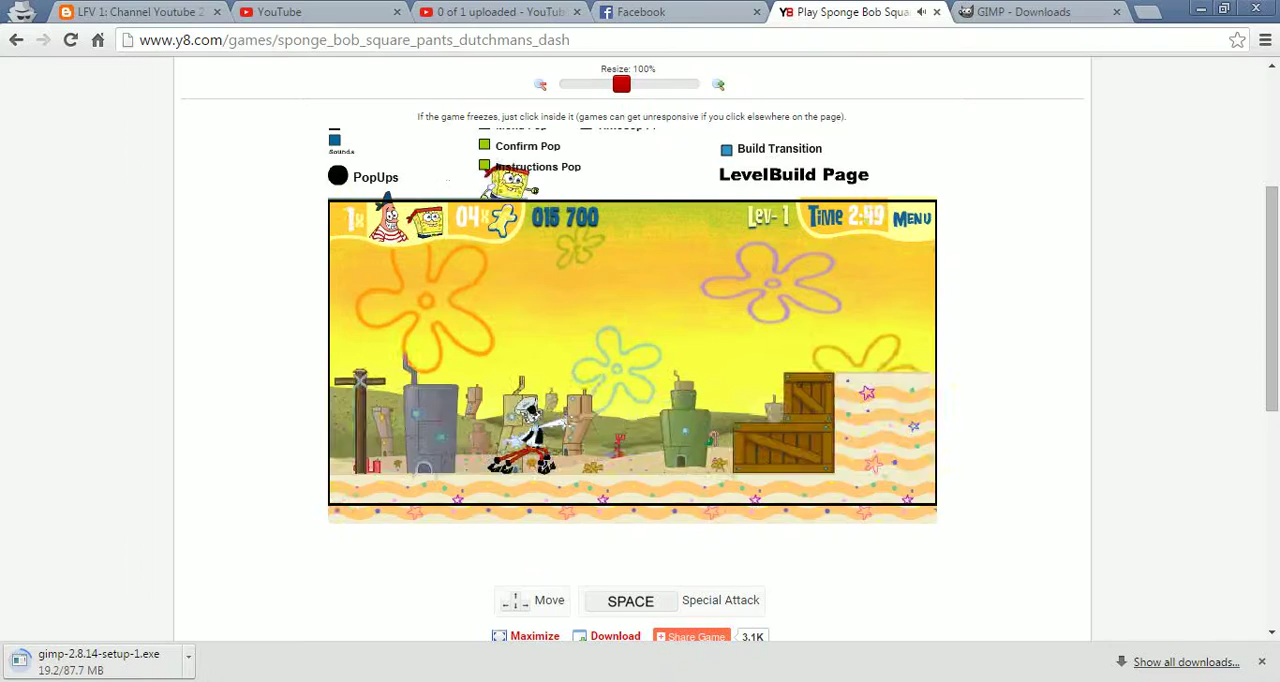 LFV 1: Channel Youtube 2
YouTube
0 of 1 uploaded - YouTub
Facebook
Y8 Play Sponge Bob Squa
GIMP - Downloads
www.y8.com/games/sponge_bob_square_pants_dutchmans_dash
Resize: 100%
If the game freezes, just click inside it (games can get unresponsive if you click elsewhere on the page).
Confirm Pop
Build Transition
Sounds
Instructions Pop
PopUps
LevelBuild Page
1x
04x
015 700
Lev- 1
Time 2:49
Menu
Move
SPACE
Special Attack
Maximize
Download
Share Game
3.1K
gimp-2.8.14-setup-1.exe
19.2/87.7 MB
Show all downloads...